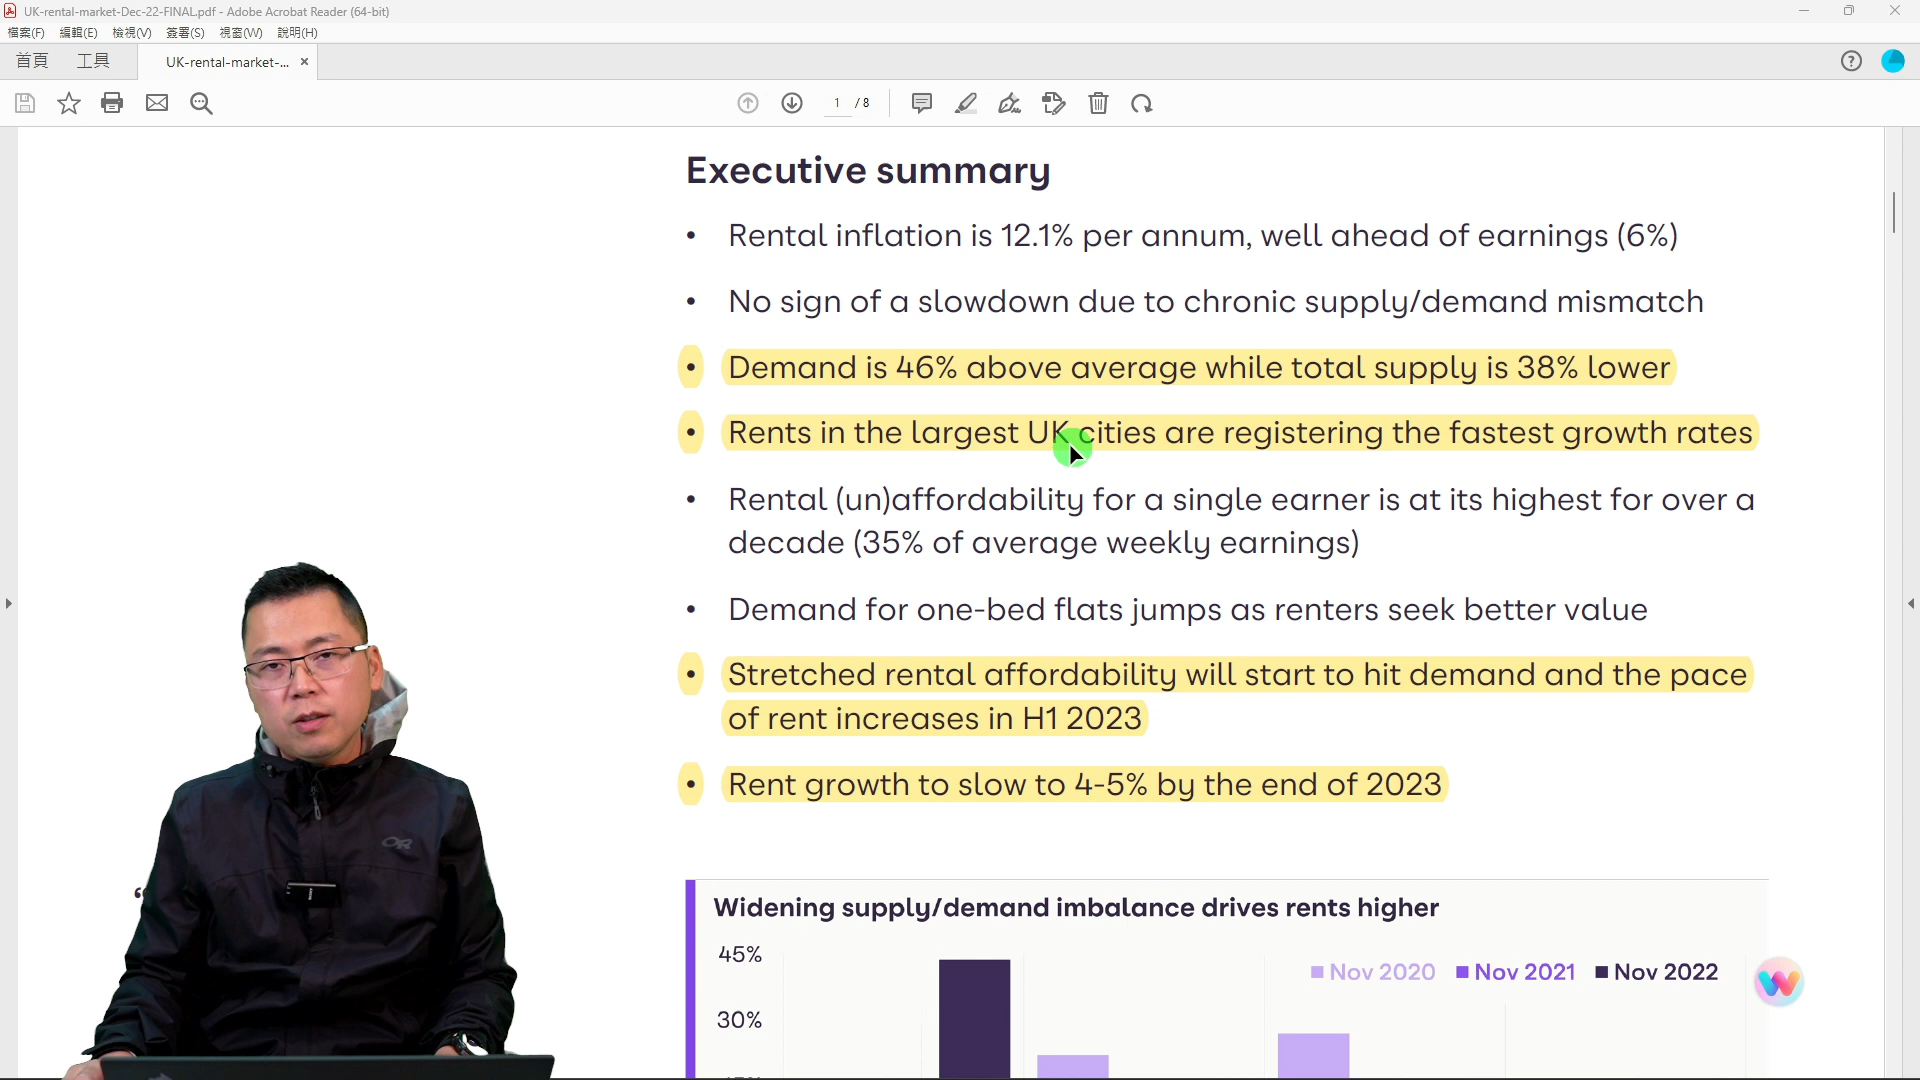 UK-rental-market-Dec-22-FINAL.pdf - Adobe Acrobat Reader (64-bit)
檔案(F) 編輯(E) 檢視(V) 簽署(S) 視窗(W) 說明(H)
首頁 工具 UK-rental-market-... ×
1 / 8
Executive summary
• Rental inflation is 12.1% per annum, well ahead of earnings (6%)
• No sign of a slowdown due to chronic supply/demand mismatch
• Demand is 46% above average while total supply is 38% lower
• Rents in the largest UK cities are registering the fastest growth rates
• Rental (un)affordability for a single earner is at its highest for over a
decade (35% of average weekly earnings)
• Demand for one-bed flats jumps as renters seek better value
• Stretched rental affordability will start to hit demand and the pace
of rent increases in H1 2023
• Rent growth to slow to 4-5% by the end of 2023
OR
Widening supply/demand imbalance drives rents higher
45%
Nov 2020 Nov 2021 Nov 2022
W
30%